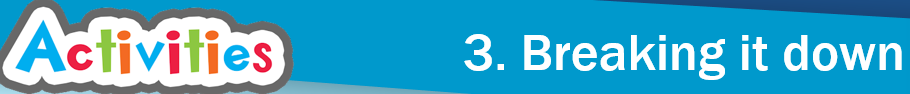 Activities
3. Breaking it down